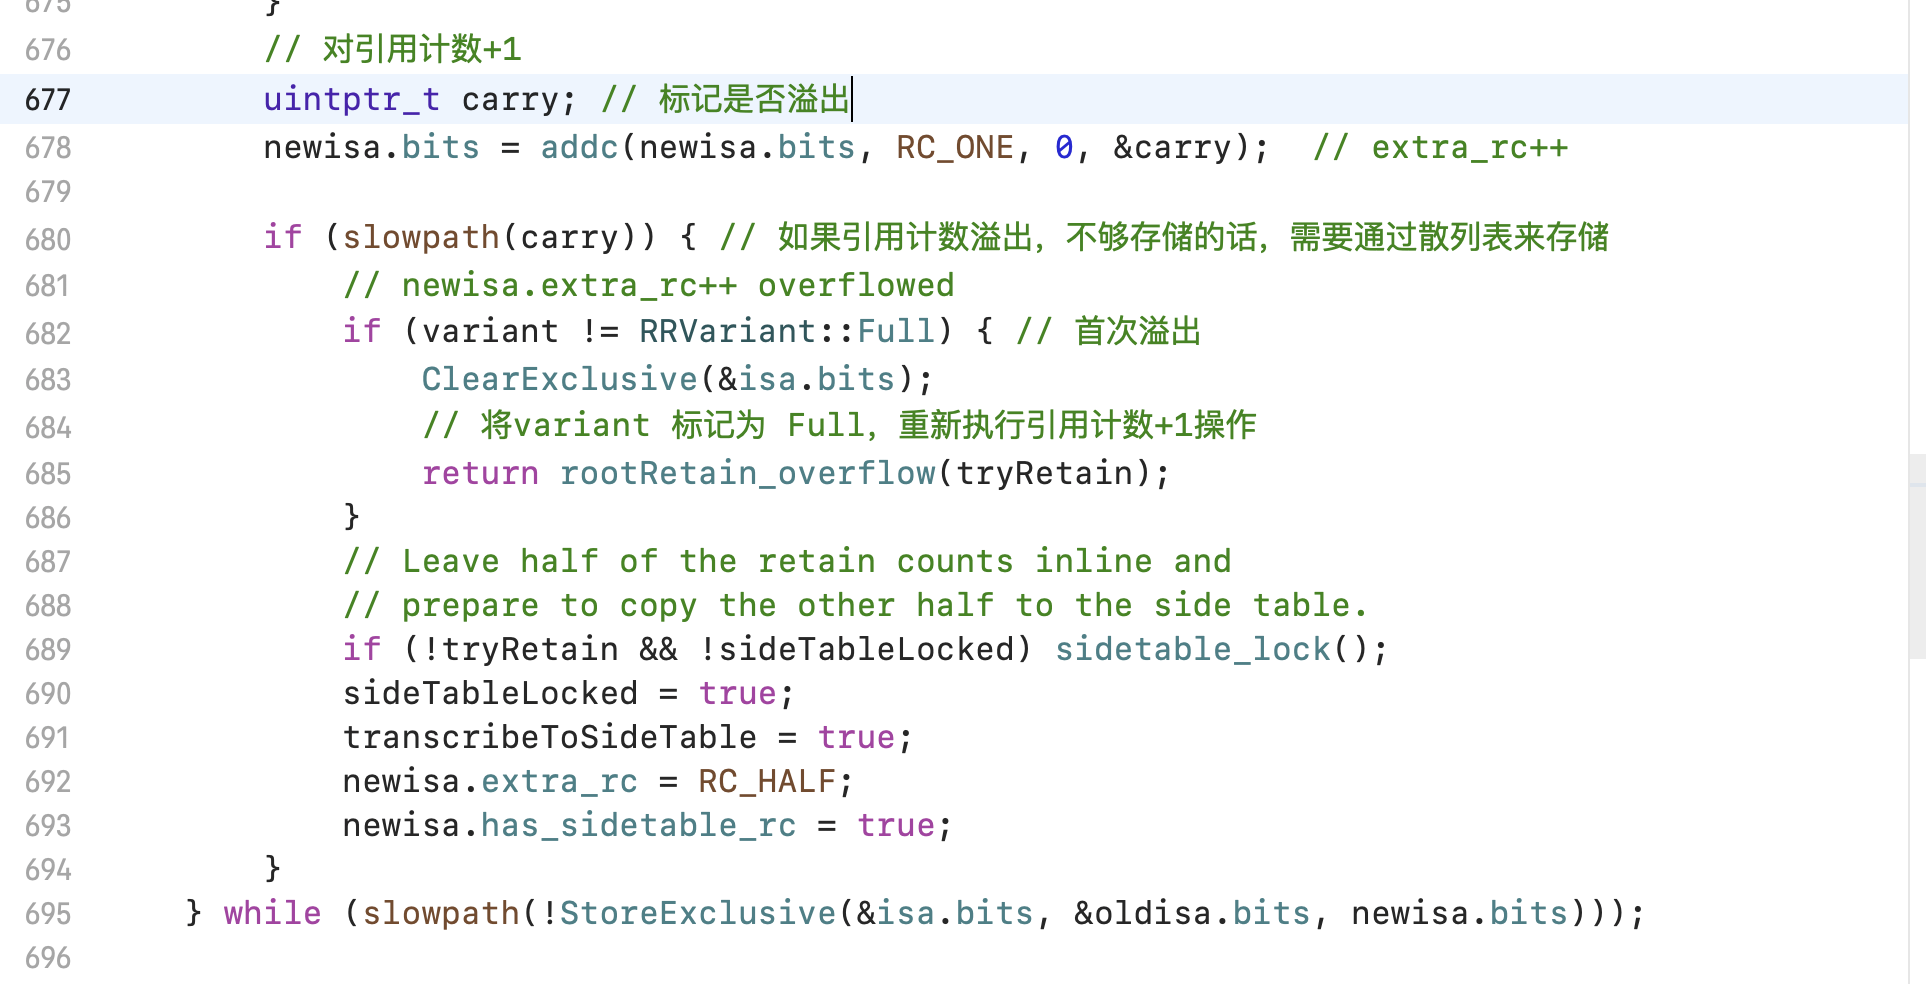 675 }
676 // 对引用计数+1
677 uintptr_t carry; // 标记是否溢出
678 newisa.bits = addc(newisa.bits, RC_ONE, 0, &carry);  // extra_rc++
679
680 if (slowpath(carry)) { // 如果引用计数溢出，不够存储的话，需要通过散列表来存储
681 // newisa.extra_rc++ overflowed
682 if (variant != RRVariant::Full) { // 首次溢出
683 ClearExclusive(&isa.bits);
684 // 将variant 标记为 Full，重新执行引用计数+1操作
685 return rootRetain_overflow(tryRetain);
686 }
687 // Leave half of the retain counts inline and
688 // prepare to copy the other half to the side table.
689 if (!tryRetain && !sideTableLocked) sidetable_lock();
690 sideTableLocked = true;
691 transcribeToSideTable = true;
692 newisa.extra_rc = RC_HALF;
693 newisa.has_sidetable_rc = true;
694 }
695 } while (slowpath(!StoreExclusive(&isa.bits, &oldisa.bits, newisa.bits)));
696